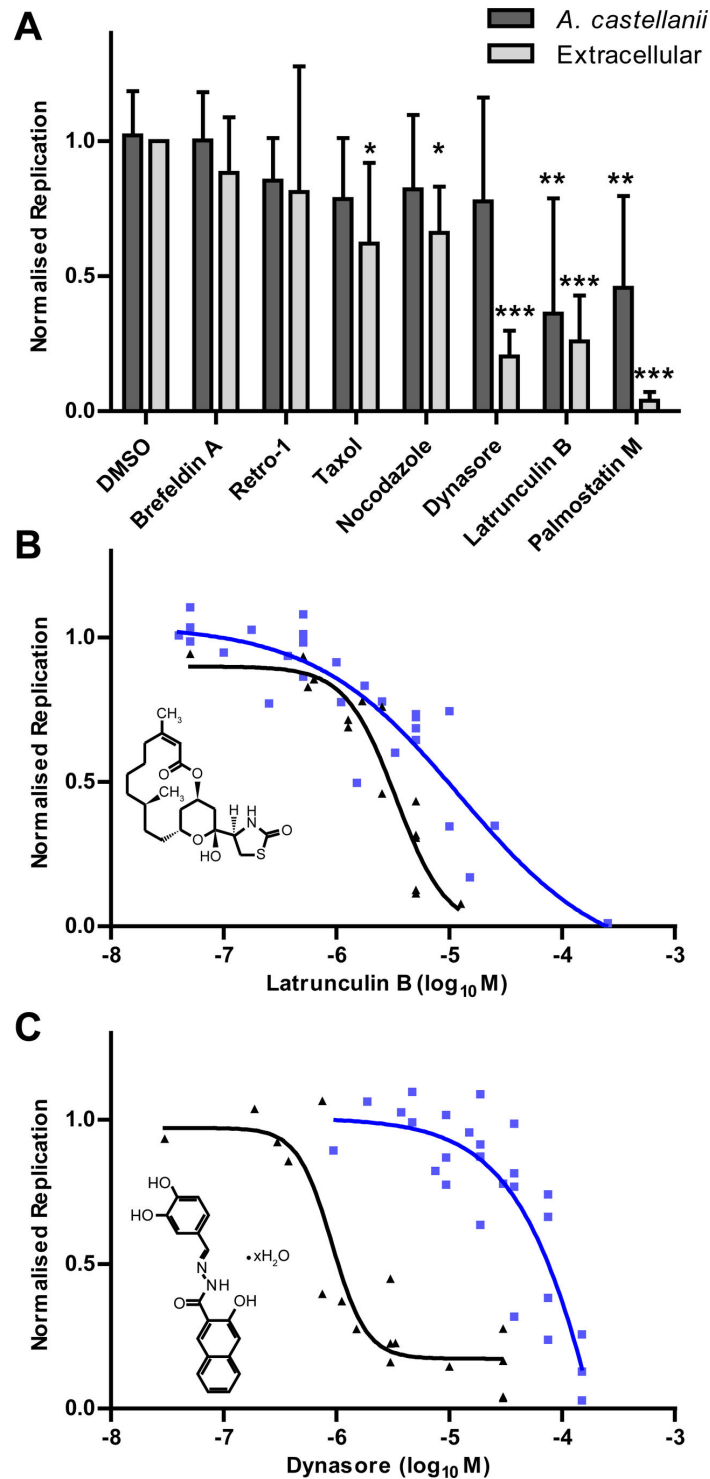 A
A. castellanii
Extracellular
Normalised Replication
1.0
0.5
0.0
* * *** ** *** ** ***
DMSO
Brefeldin A
Retro-1
Taxol
Nocodazole
Dynasore
Latrunculin B
Palmostatin M
B
Normalised Replication
1.0
0.5
0.0
CH3
O
O
CH3
H
NH
O
O
HO
S
-8 -7 -6 -5 -4 -3
Latrunculin B (log10 M)
C
Normalised Replication
1.0
0.5
0.0
HO
HO
N
NH
• xH2O
O
OH
-8 -7 -6 -5 -4 -3
Dynasore (log10 M)